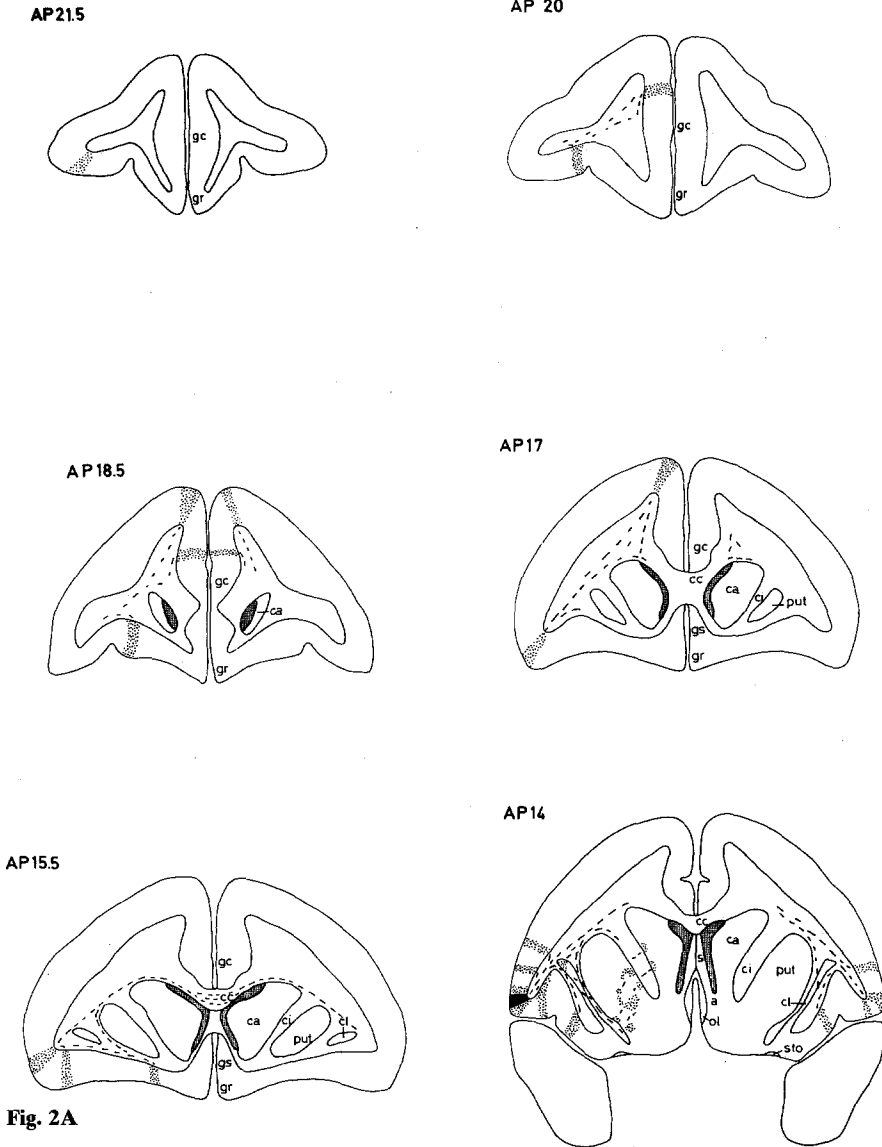 AP21.5
gc
gr
AP 20
gc
gr
AP18.5
gc
ca
gr
AP17
gc
cc
ca
ci
put
gs
gr
AP15.5
gc
cc
ca
ci
put
cl
gs
gr
AP14
cc
ca
s
ci
put
cl
a
ol
sto
Fig. 2A